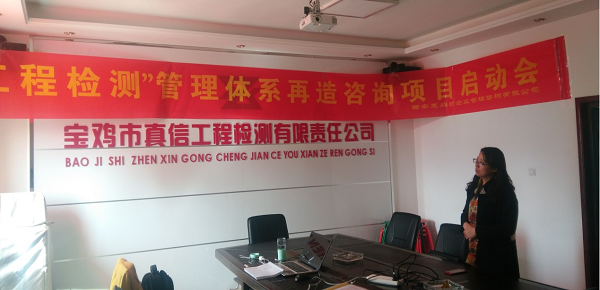 工程检测”管理体系再造咨询项目启动会
宝鸡市真信工程检测有限责任公司
BAO JI SHI ZHEN XIN GONG CHENG JIAN CE YOU XIAN ZE REN GONG SI